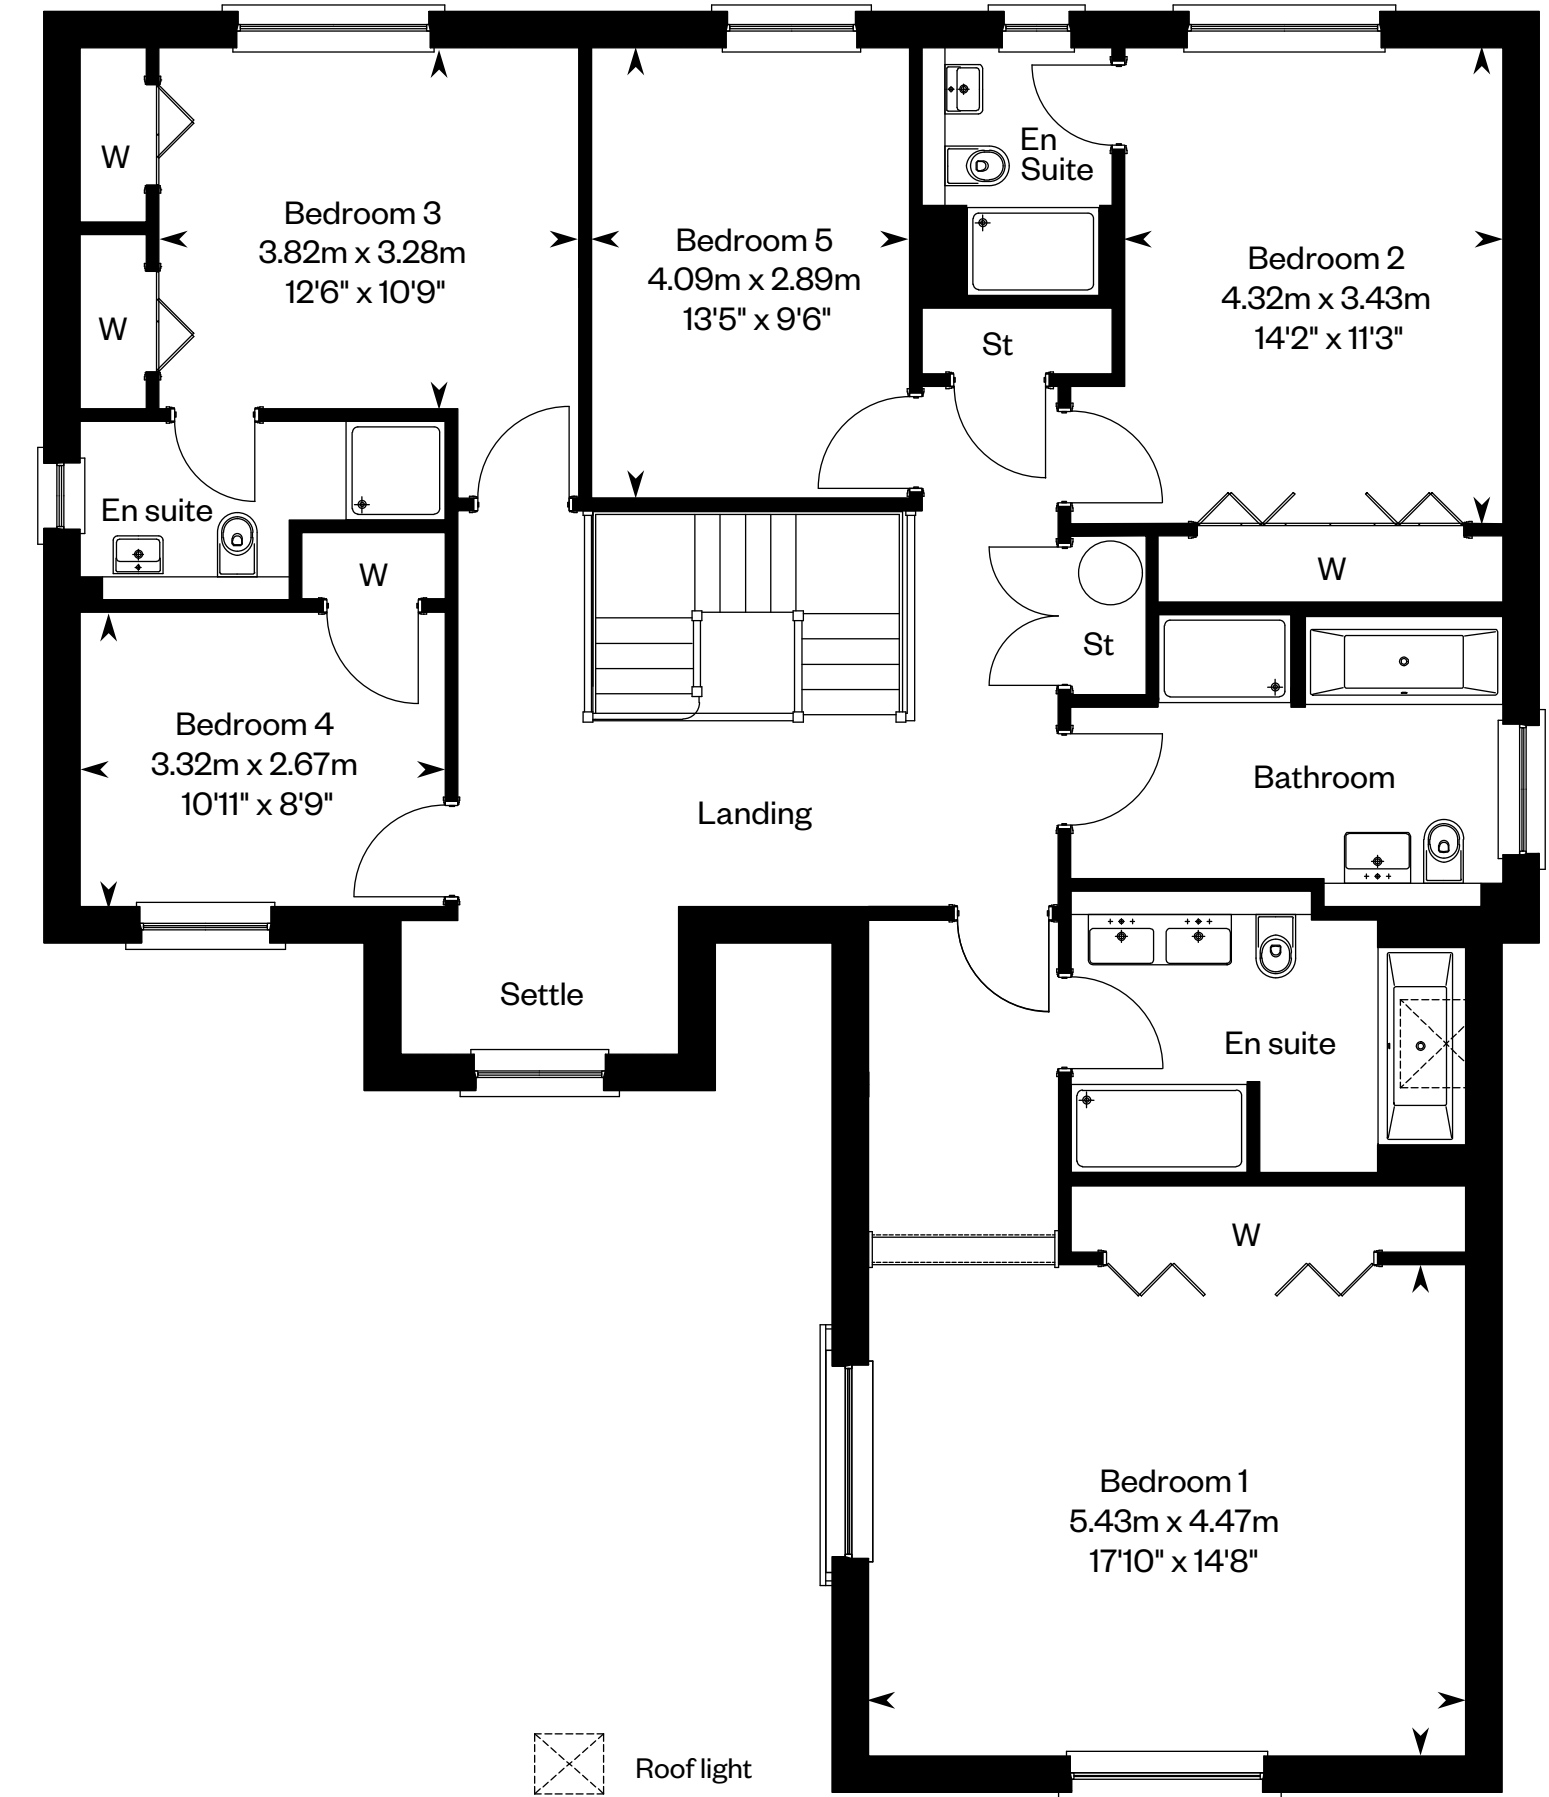 W
Bedroom 3
3.82m x 3.28m
12'6" x 10'9"
W
Bedroom 5
4.09m x 2.89m
13'5" x 9'6"
En
Suite
St
Bedroom 2
4.32m x 3.43m
14'2" x 11'3"
En suite
W
W
St
Bedroom 4
3.32m x 2.67m
10'11" x 8'9"
Landing
Bathroom
Settle
En suite
W
Bedroom 1
5.43m x 4.47m
17'10" x 14'8"
Roof light